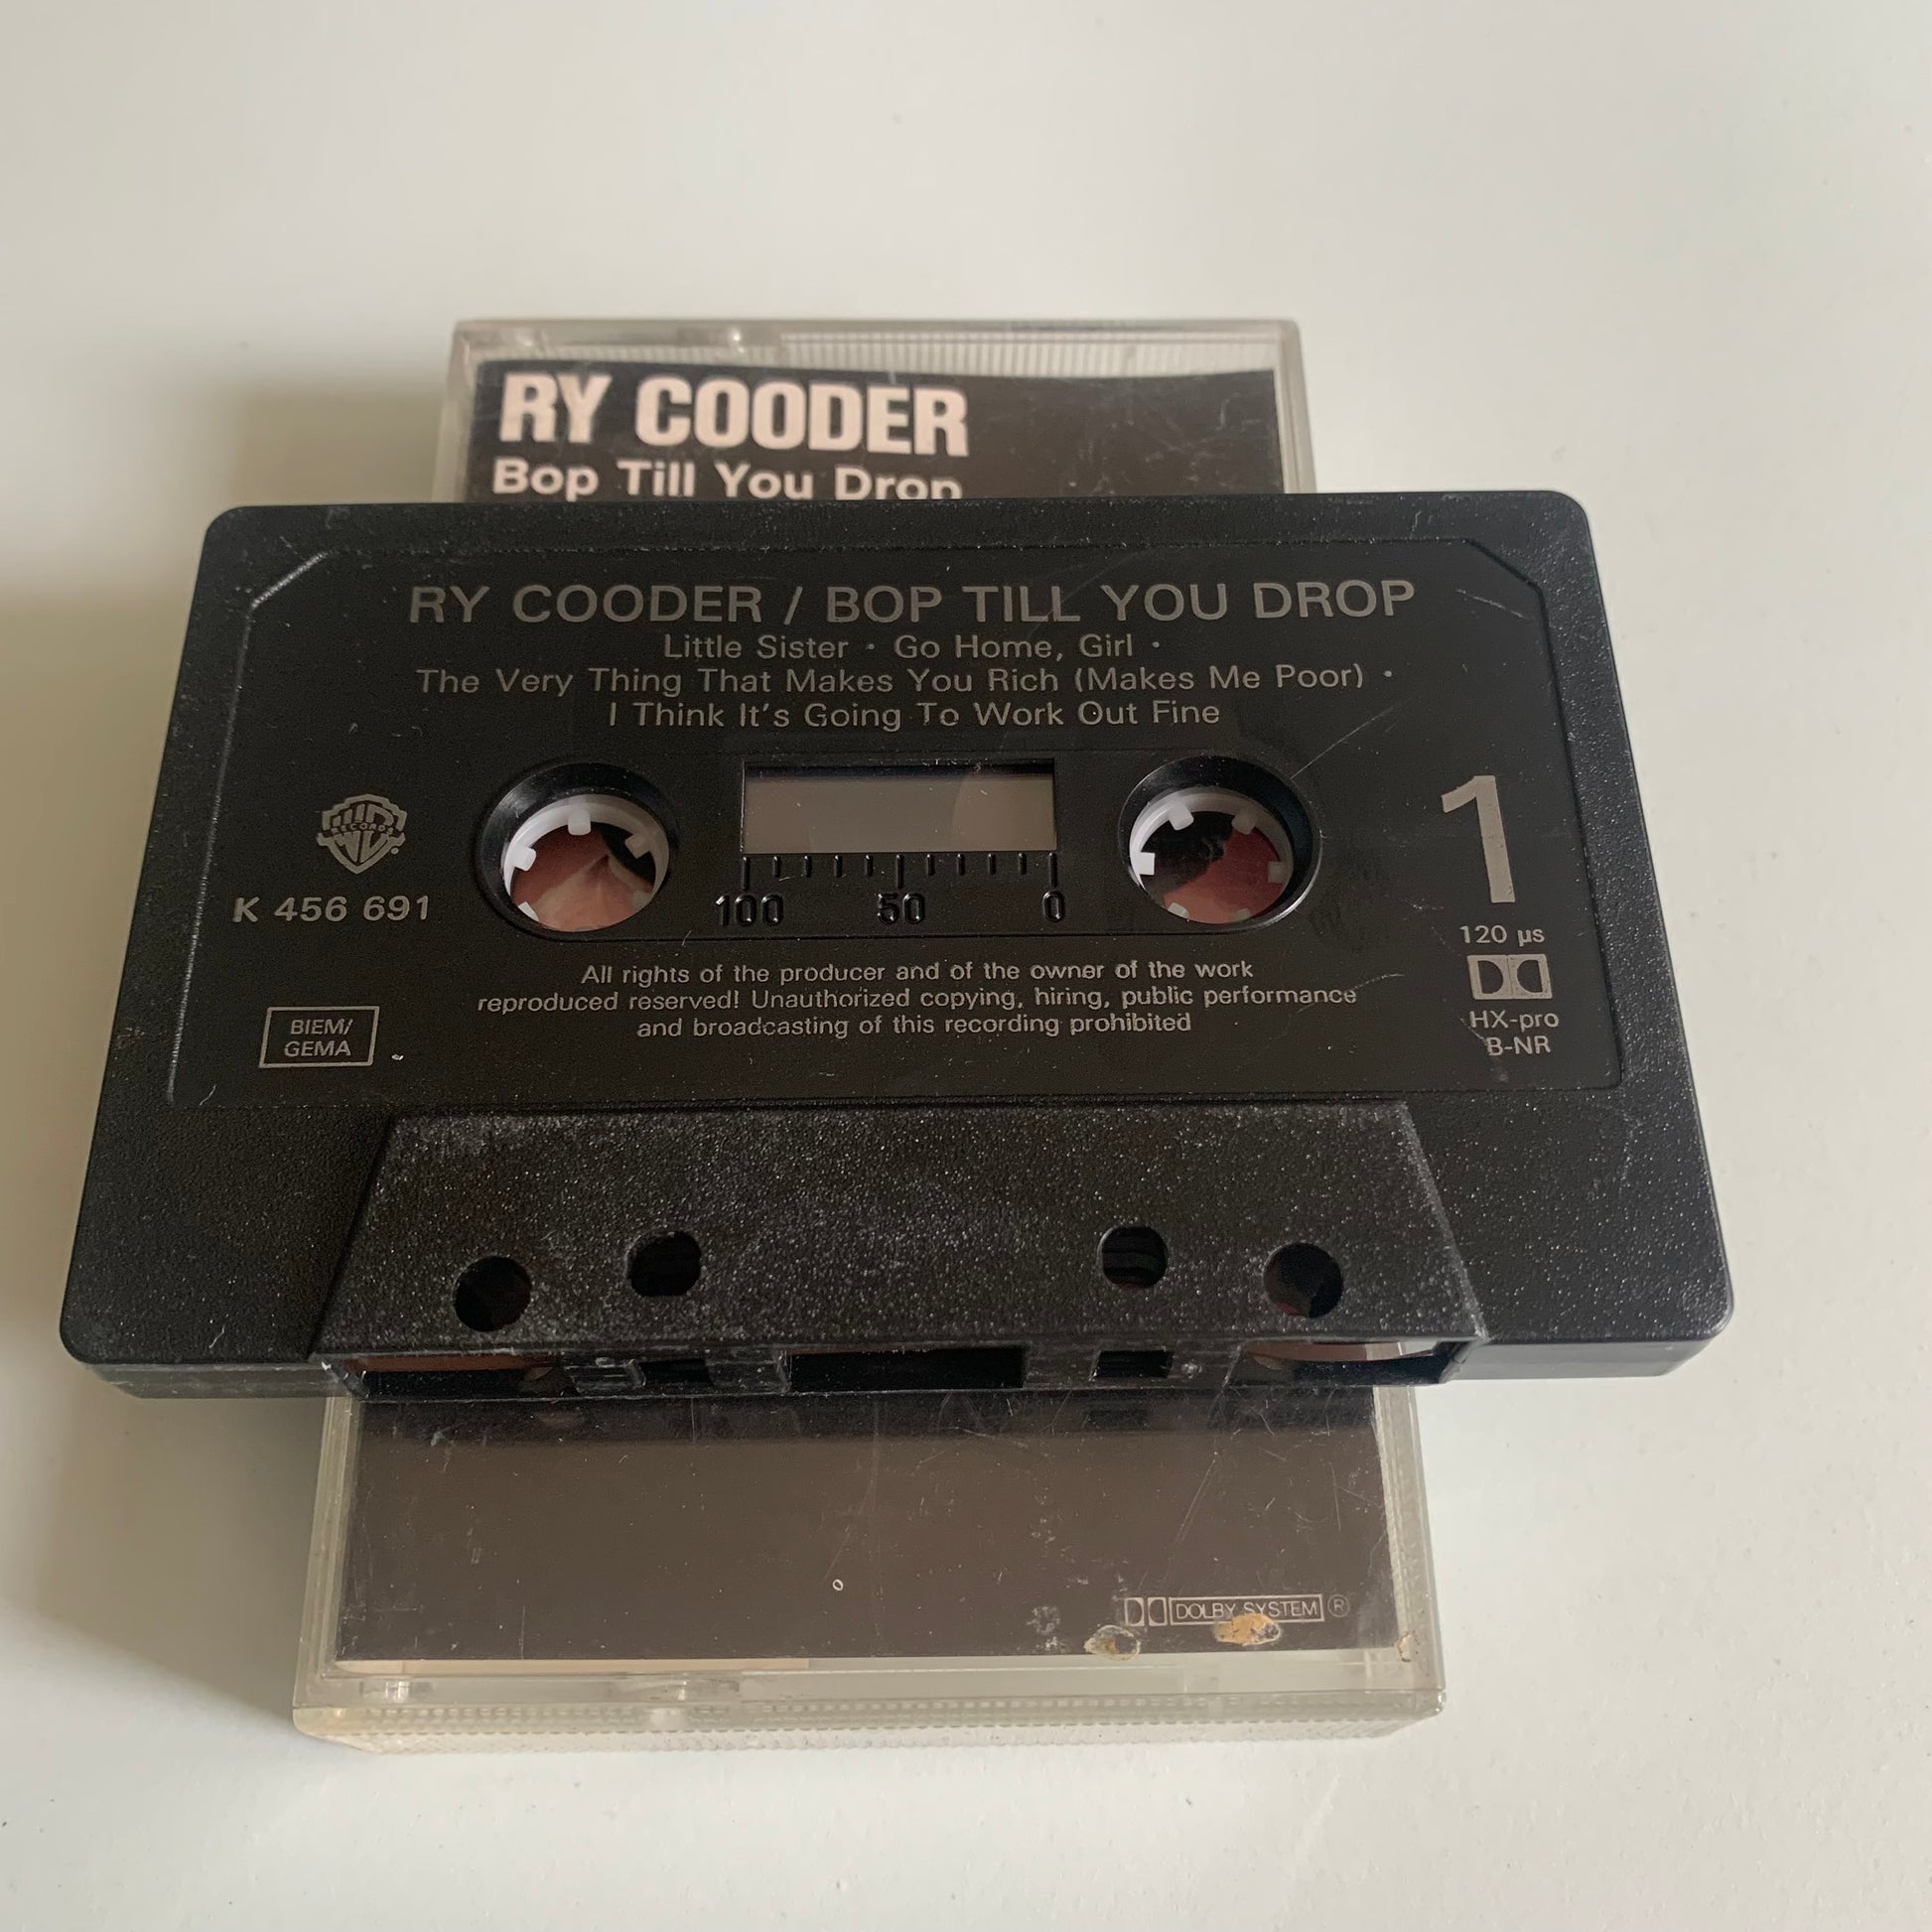 RY COODER
Bop Till You Drop
RY COODER / BOP TILL YOU DROP
Little Sister · Go Home, Girl ·
The Very Thing That Makes You Rich (Makes Me Poor) ·
I Think It's Going To Work Out Fine
RECORDS
K 456 691
100 50 0
1
120 µs
HX-pro
B-NR
All rights of the producer and of the owner of the work
reproduced reserved! Unauthorized copying, hiring, public performance
and broadcasting of this recording prohibited
BIEM/
GEMA
DOLBY SYSTEM ®